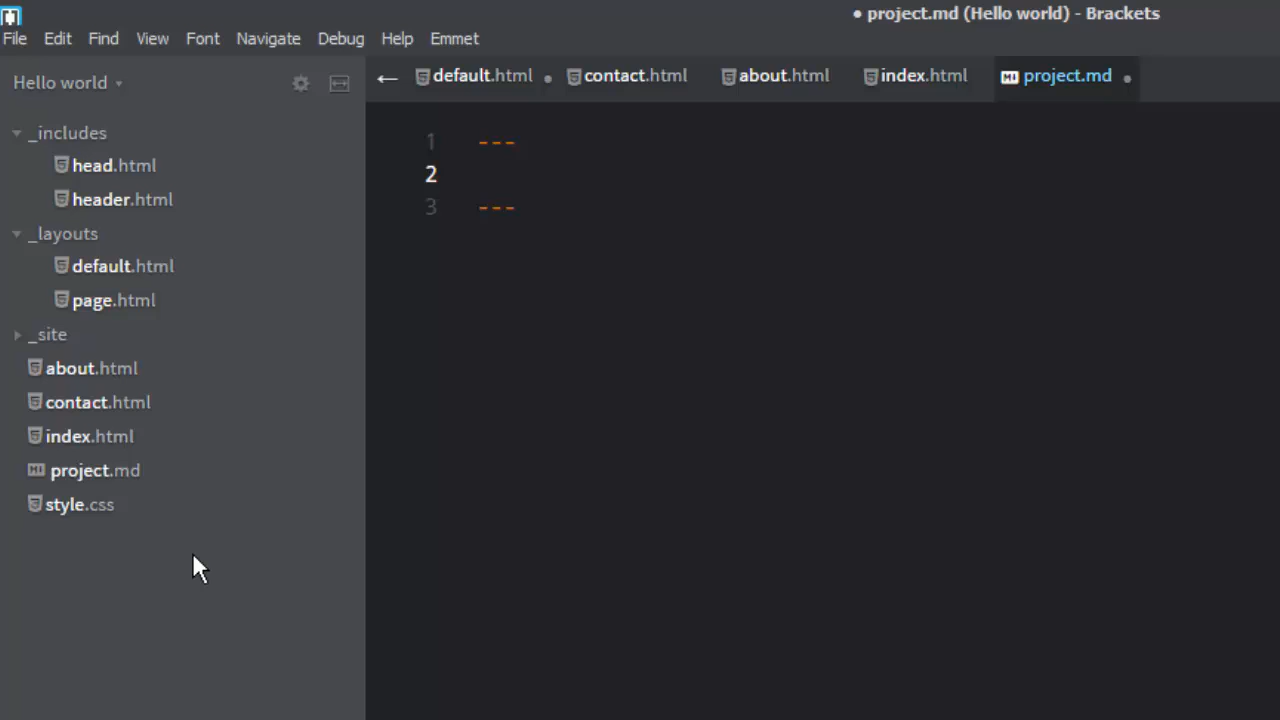 • project.md (Hello world) - Brackets
File Edit Find View Font Navigate Debug Help Emmet
Hello world
default.html contact.html about.html index.html project.md
_includes
head.html
header.html
_layouts
default.html
page.html
_site
about.html
contact.html
index.html
project.md
style.css
1 ---
2
3 ---